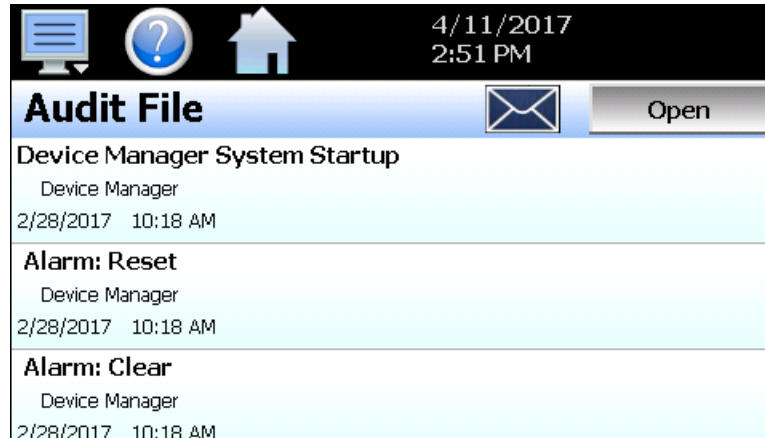 4/11/2017
2:51 PM
?
Audit File
Open
Device Manager System Startup
Device Manager
2/28/2017 10:18 AM
Alarm: Reset
Device Manager
2/28/2017 10:18 AM
Alarm: Clear
Device Manager
2/28/2017 10:18 AM